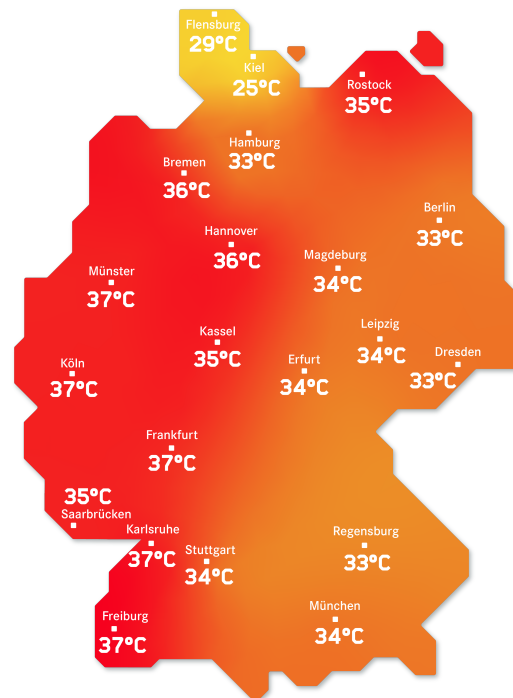 Flensburg
29°C
Kiel
25°C
Rostock
35°C
Hamburg
33°C
Bremen
36°C
Berlin
33°C
Hannover
36°C
Magdeburg
34°C
Münster
37°C
Kassel
35°C
Leipzig
34°C
Dresden
33°C
Erfurt
34°C
Köln
37°C
Frankfurt
37°C
35°C
Saarbrücken
Karlsruhe
37°C
Stuttgart
34°C
Regensburg
33°C
München
34°C
Freiburg
37°C